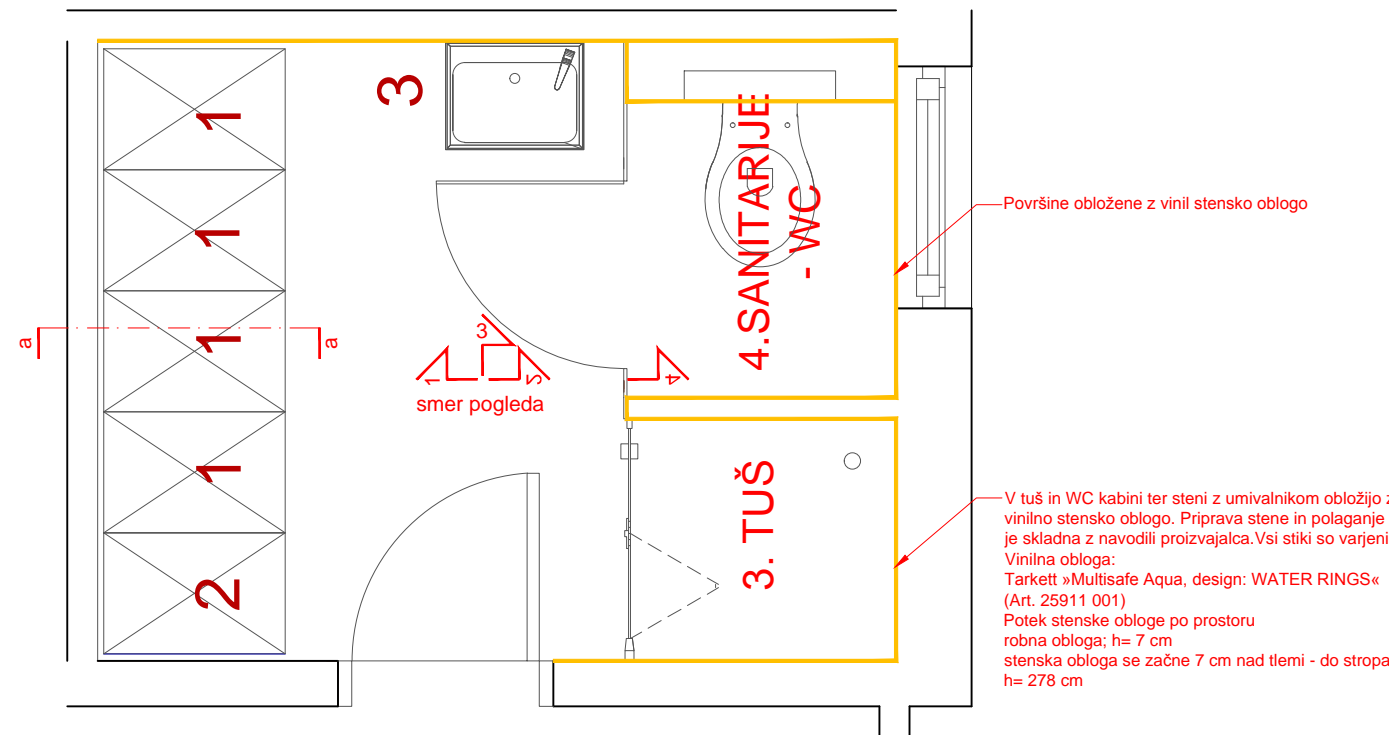 1
1
1
1
2
3
4.SANITARIJE
- WC
3. TUŠ
a
a
1
3
5
4
smer pogleda
Površine obložene z vinil stensko oblogo
V tuš in WC kabini ter steni z umivalnikom obložijo z
vinilno stensko oblogo. Priprava stene in polaganje
je skladna z navodili proizvajalca.Vsi stiki so varjeni.
Vinilna obloga:
Tarkett »Multisafe Aqua, design: WATER RINGS«
(Art. 25911 001)
Potek stenske obloge po prostoru
robna obloga; h= 7 cm
stenska obloga se začne 7 cm nad tlemi - do stropa
h= 278 cm